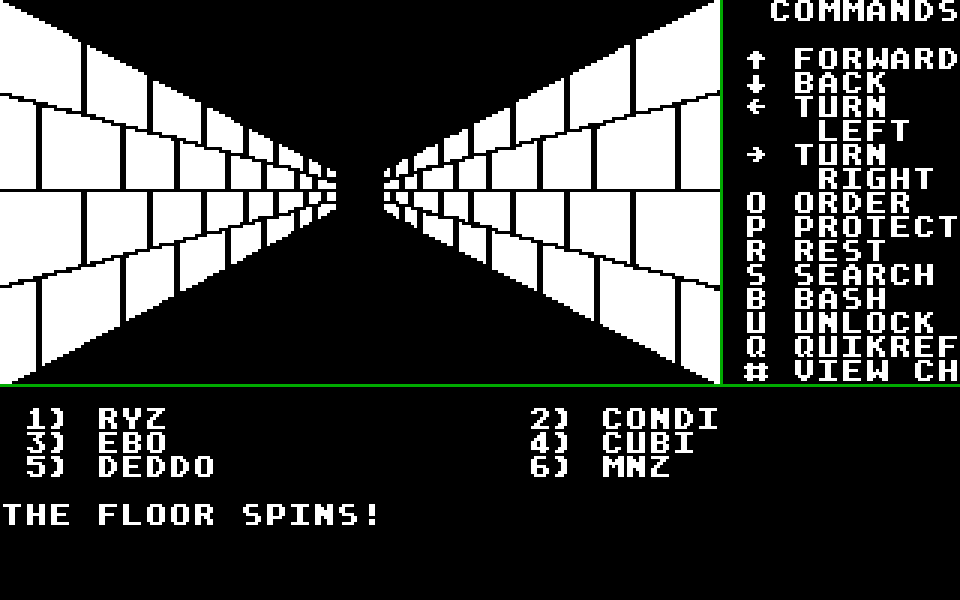 COMMANDS
↑ FORWARD
↓ BACK
← TURN
LEFT
→ TURN
RIGHT
O ORDER
P PROTECT
R REST
S SEARCH
B BASH
U UNLOCK
Q QUIKREF
# VIEW CH
1) RYZ 2) CONDI
3) EBO 4) CUBI
5) DEDDO 6) MNZ
THE FLOOR SPINS!